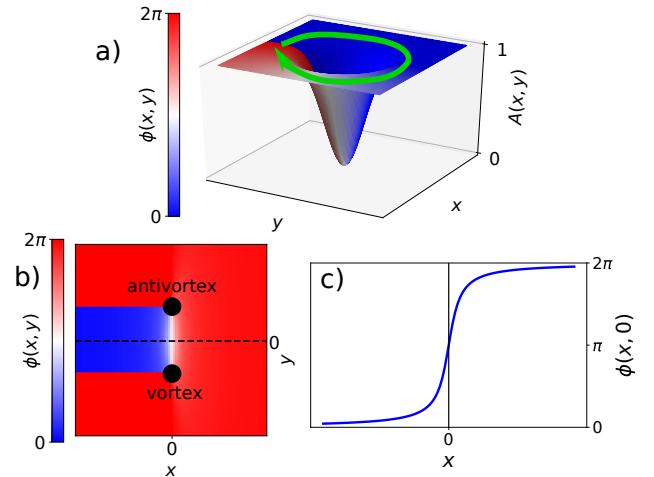 a)
2π
ϕ(x, y)
0
1
A(x, y)
0
x
y
b)
2π
ϕ(x, y)
0
antivortex
vortex
0
y
0
x
c)
2π
π
0
ϕ(x, 0)
0
x